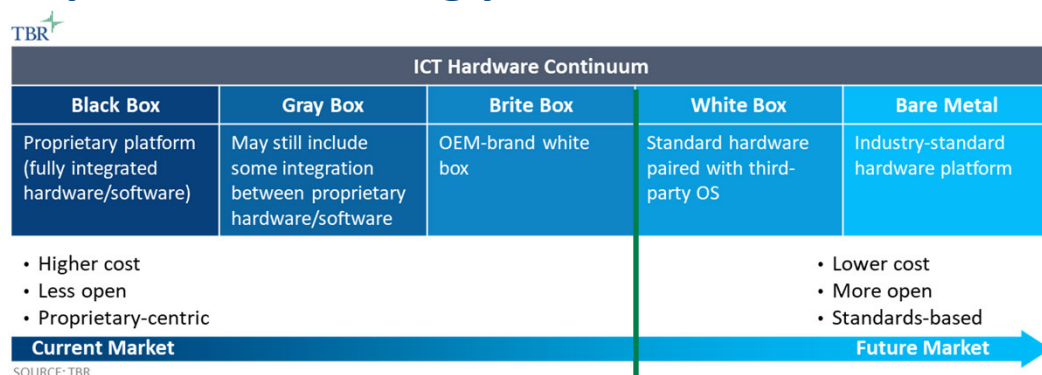 TBR
ICT Hardware Continuum
Black Box
Gray Box
Brite Box
White Box
Bare Metal
Proprietary platform
(fully integrated
hardware/software)
May still include
some integration
between proprietary
hardware/software
OEM-brand white
box
Standard hardware
paired with third-
party OS
Industry-standard
hardware platform
• Higher cost
• Less open
• Proprietary-centric
• Lower cost
• More open
• Standards-based
Current Market
Future Market
SOURCE: TBR